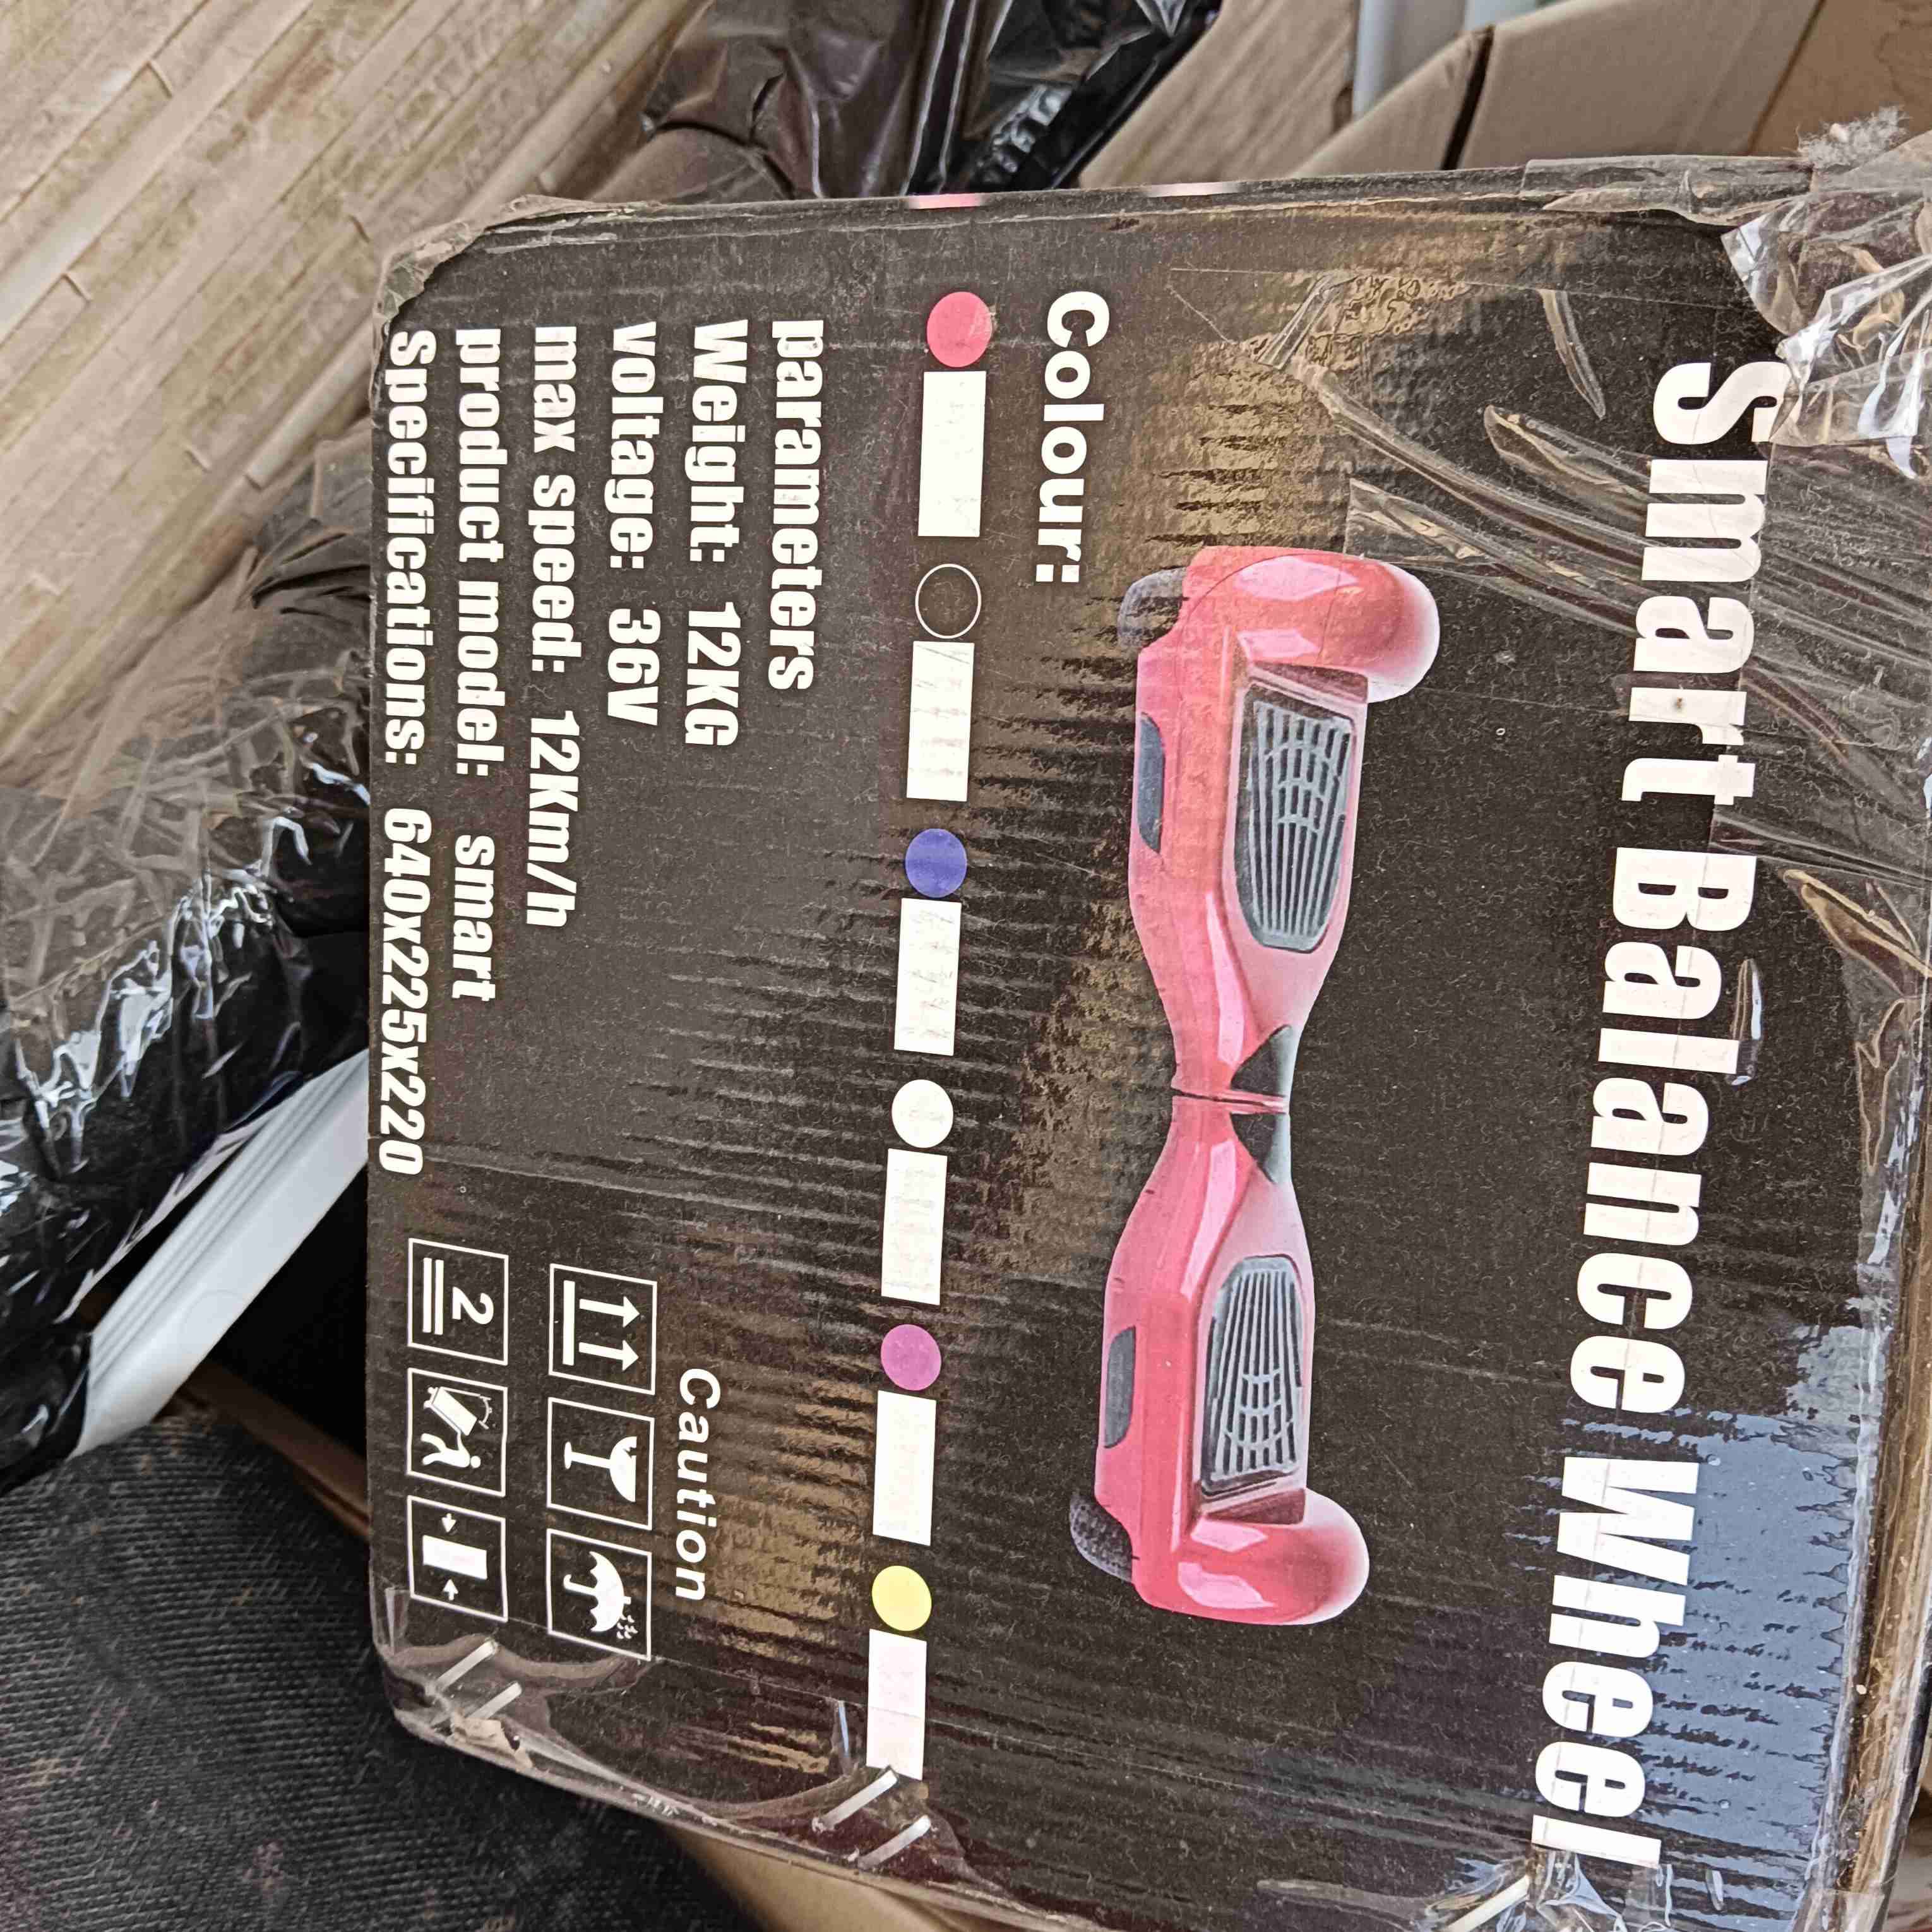 Smart Balance Wheel
Colour:
parameters
Weight: 12KG
voltage: 36V
max speed: 12Km/h
product model: smart
Specifications: 640x225x220
Caution
2